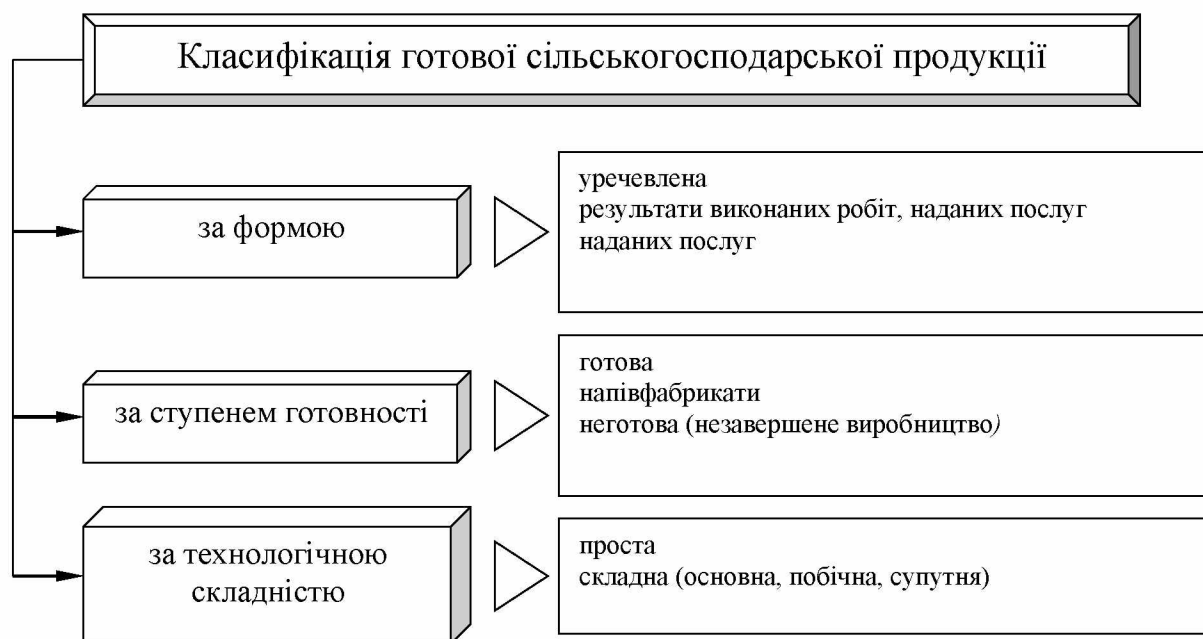 Класифікація готової сільськогосподарської продукції
за формою
уречевлена
результати виконаних робіт, наданих послуг
наданих послуг
за ступенем готовності
готова
напівфабрикати
неготова (незавершене виробництво)
за технологічною
складністю
проста
складна (основна, побічна, супутня)